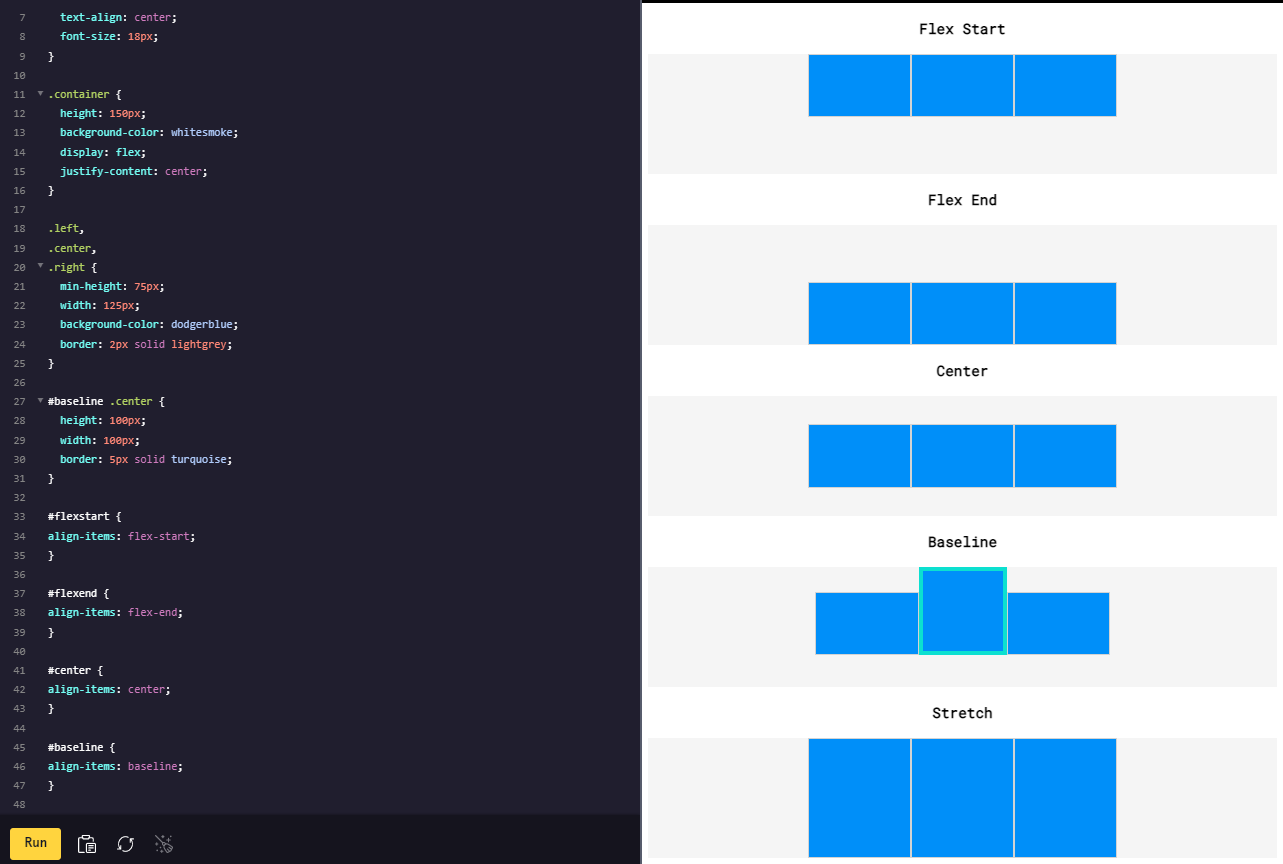 7 text-align: center;
8 font-size: 18px;
9 }
10
11 .container {
12 height: 150px;
13 background-color: whitesmoke;
14 display: flex;
15 justify-content: center;
16 }
17
18 .left,
19 .center,
20 .right {
21 min-height: 75px;
22 width: 125px;
23 background-color: dodgerblue;
24 border: 2px solid lightgrey;
25 }
26
27 #baseline .center {
28 height: 100px;
29 width: 100px;
30 border: 5px solid turquoise;
31 }
32
33 #flexstart {
34 align-items: flex-start;
35 }
36
37 #flexend {
38 align-items: flex-end;
39 }
40
41 #center {
42 align-items: center;
43 }
44
45 #baseline {
46 align-items: baseline;
47 }
48
Run
Flex Start
Flex End
Center
Baseline
Stretch